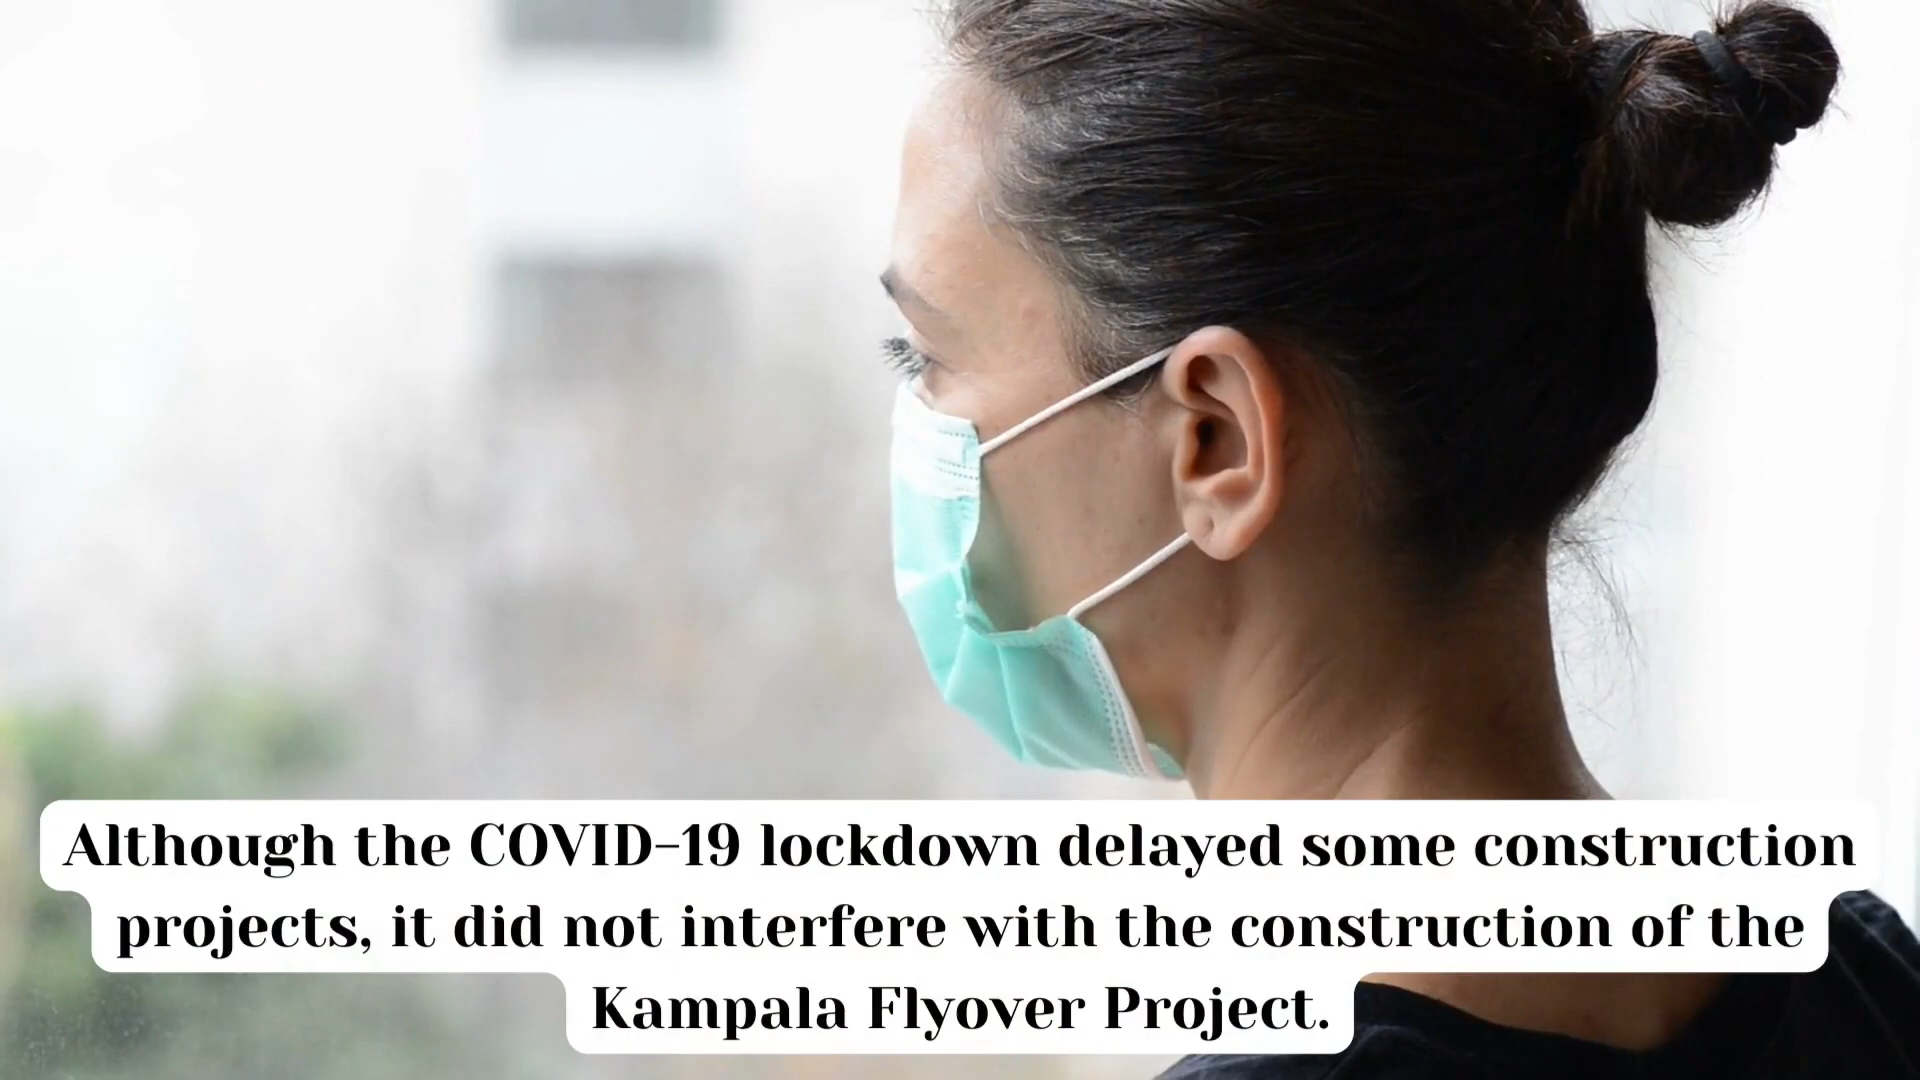 Although the COVID-19 lockdown delayed some construction
projects, it did not interfere with the construction of the
Kampala Flyover Project.